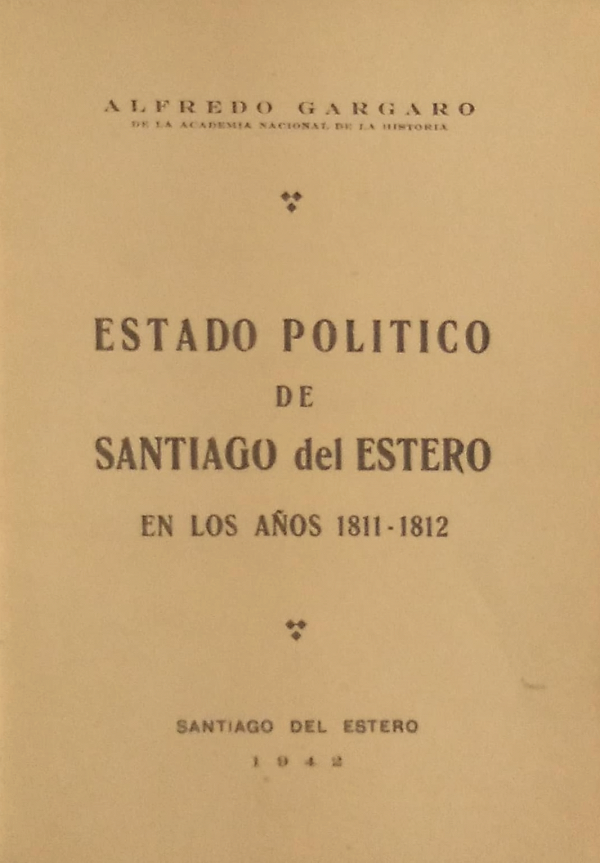 ALFREDO GARGARO
DE LA ACADEMIA NACIONAL DE LA HISTORIA
ESTADO POLITICO
DE
SANTIAGO del ESTERO
EN LOS AÑOS 1811-1812
SANTIAGO DEL ESTERO
1942